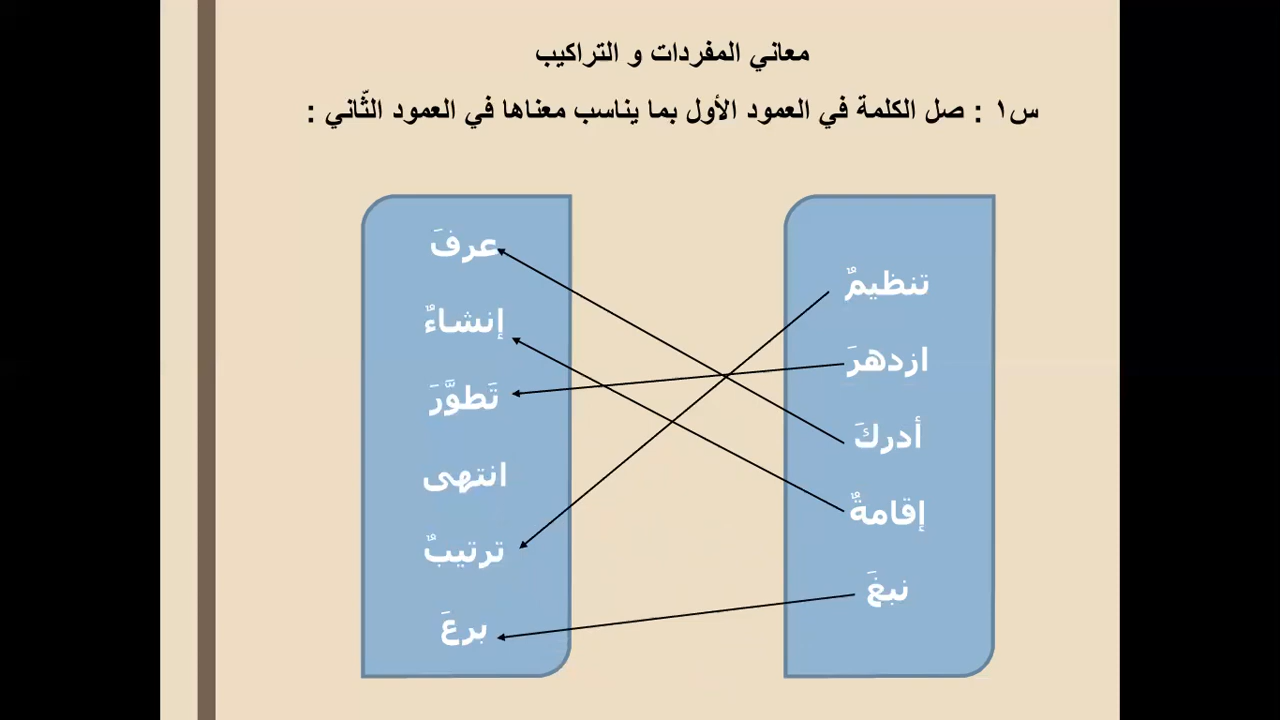 معاني المفردات و التراكيب
س١ : صل الكلمة في العمود الأول بما يناسب معناها في العمود الثّاني :
تنظيمٌ
ازدهرَ
أدركَ
إقامةٌ
نبغَ
عرفَ
إنشاءٌ
تَطوَّرَ
انتهى
ترتيبٌ
برعَ